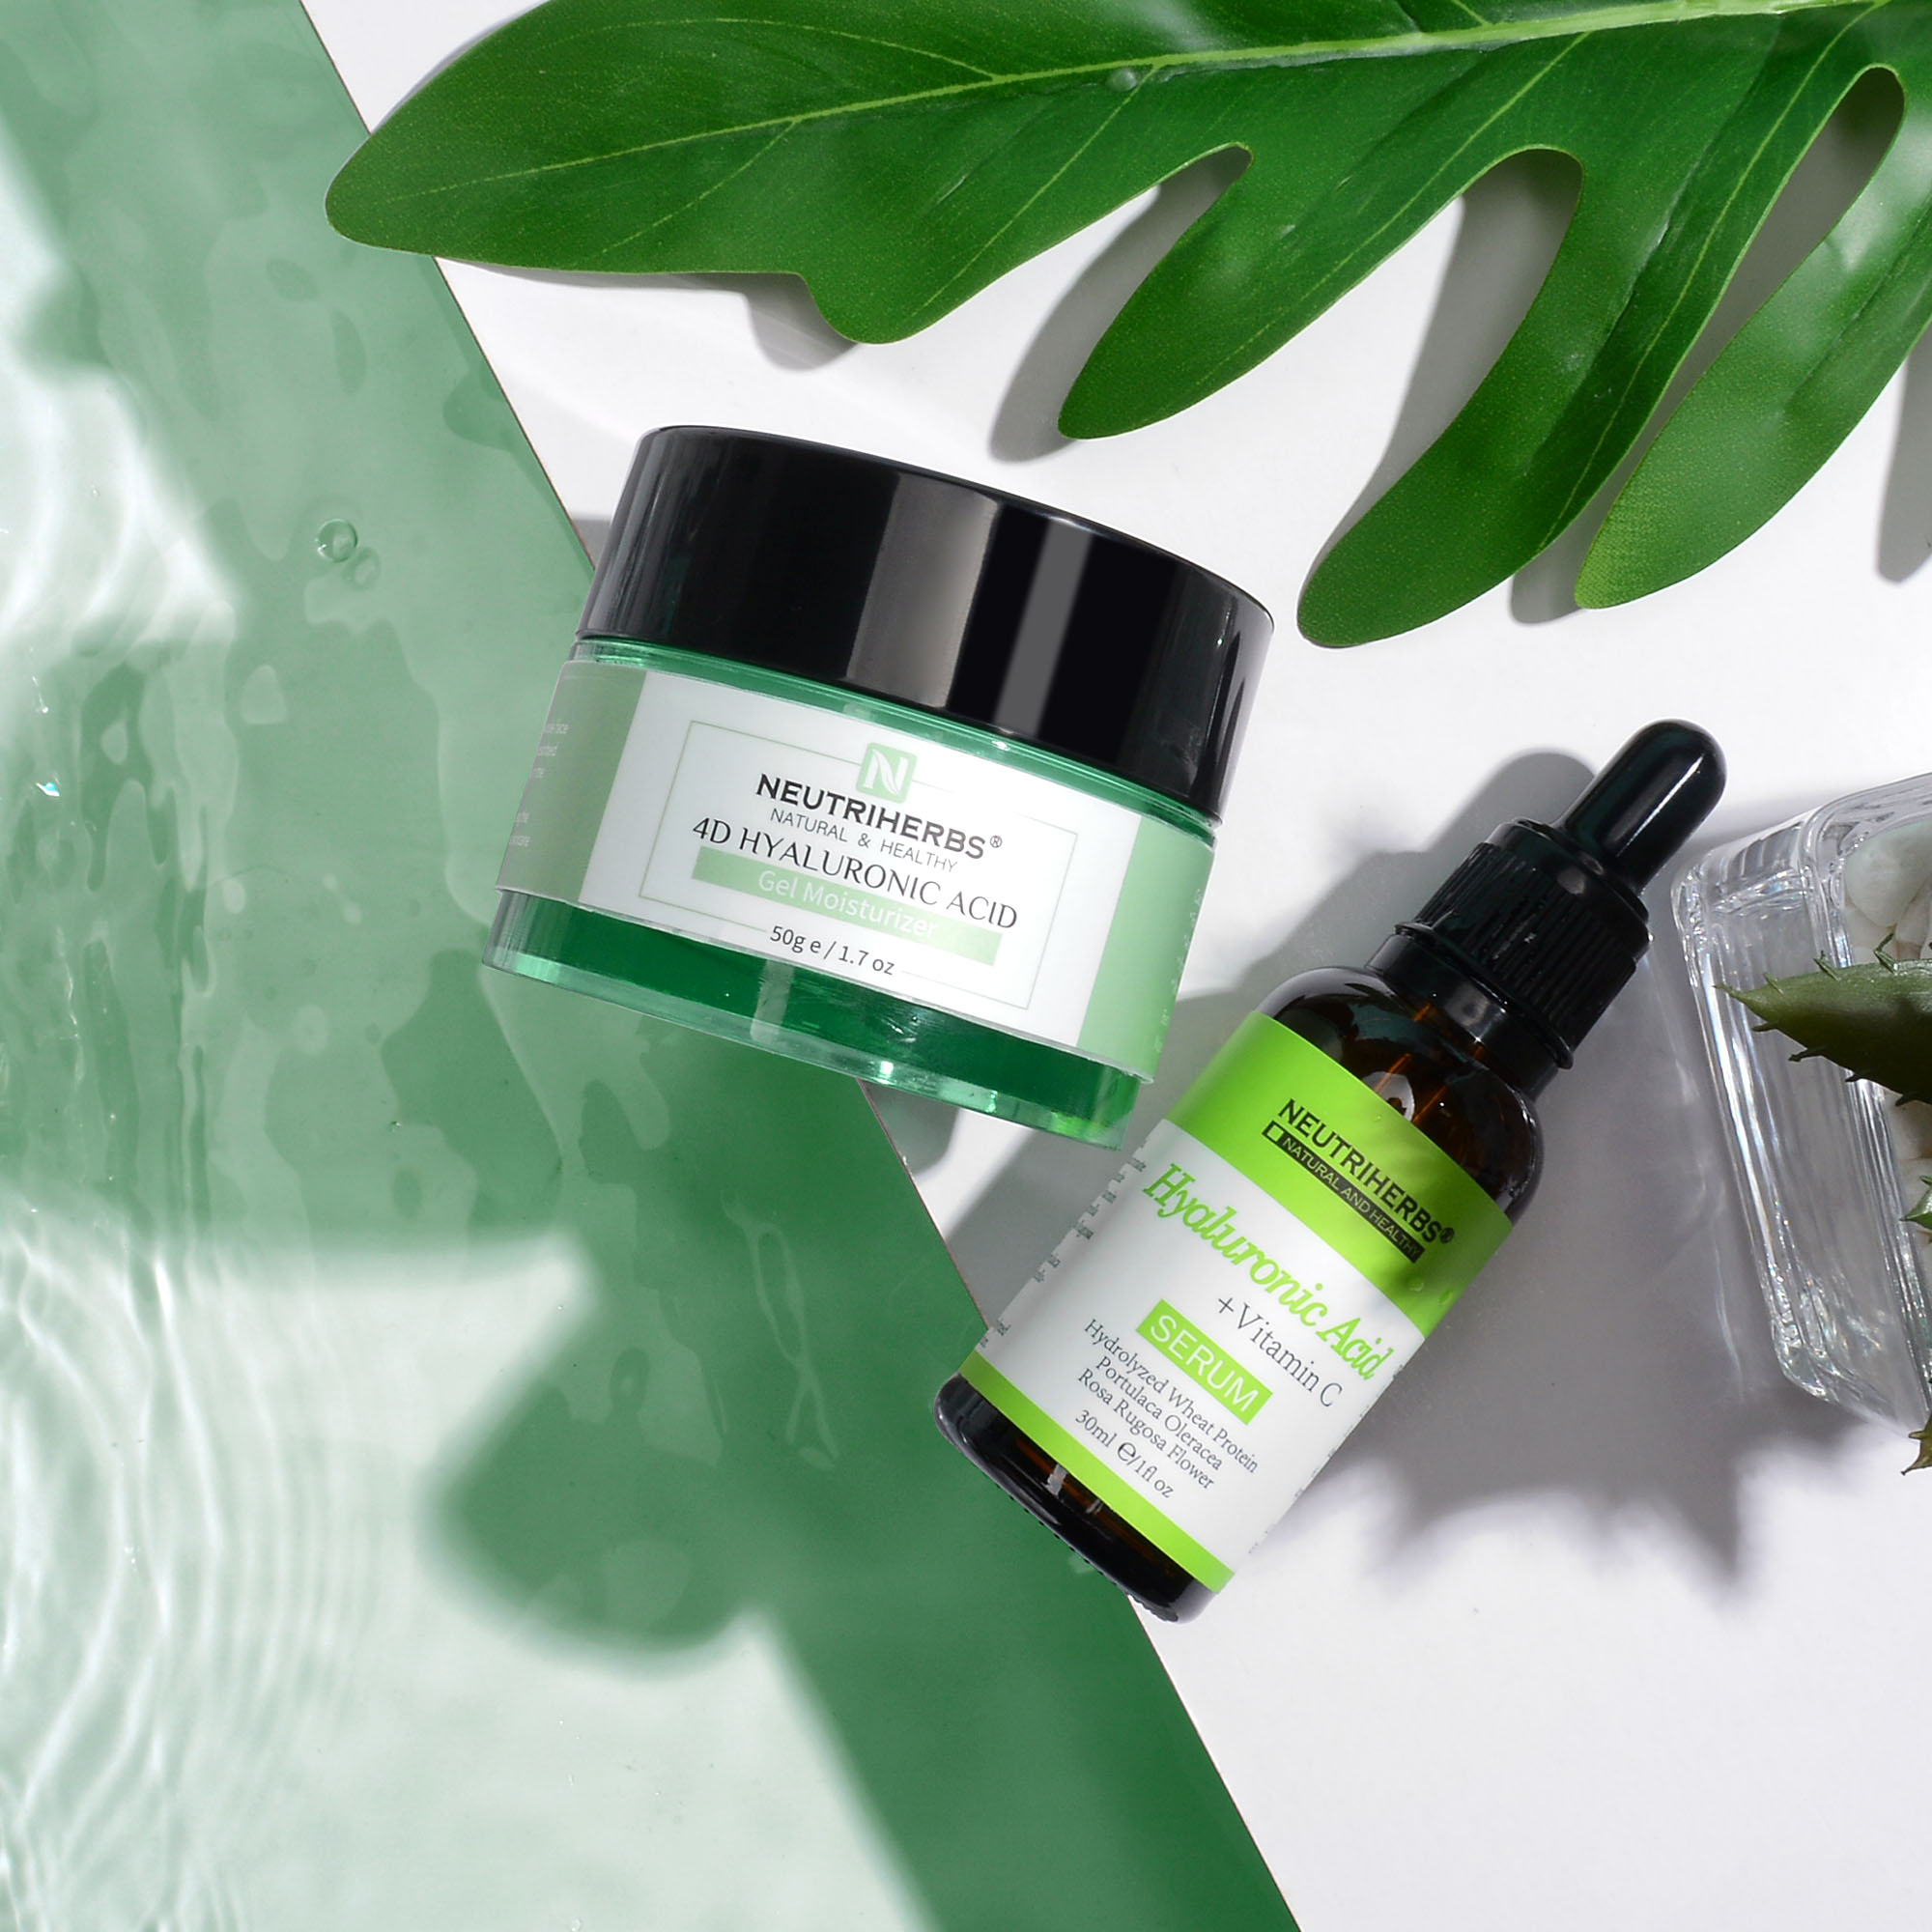 N
NEUTRIHERBS®
NATURAL & HEALTHY
4D HYALURONIC ACID
Gel Moisturizer
50g e / 1.7 oz
NEUTRIHERBS®
NATURAL AND HEALTHY
Hyaluronic Acid
+Vitamin C
SERUM
Hydrolyzed Wheat Protein
Portulaca Oleracea
Rosa Rugosa Flower
30ml ℮/1fl oz